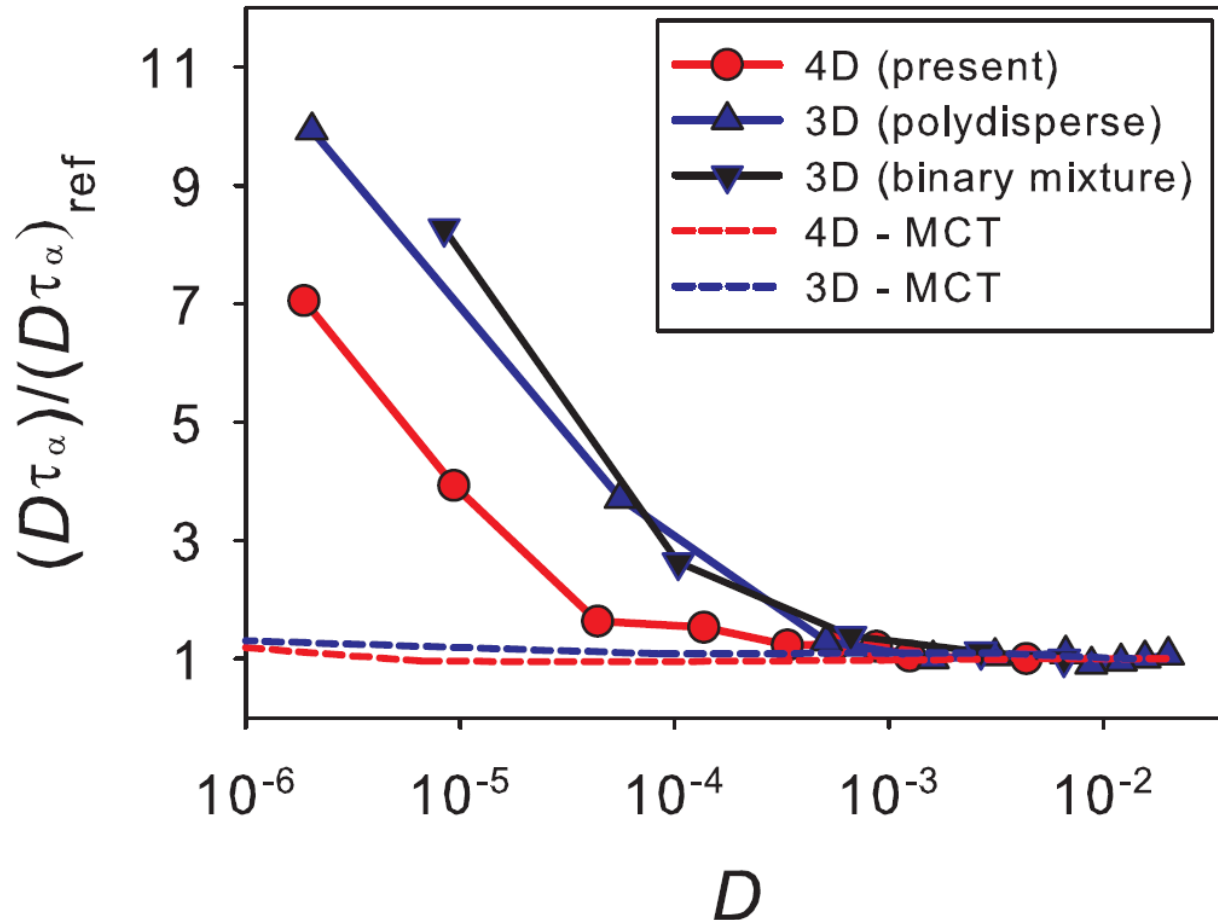 (Dτα)/(Dτα)ref
11
9
7
5
3
1
4D (present)
3D (polydisperse)
3D (binary mixture)
4D - MCT
3D - MCT
10-6
10-5
10-4
10-3
10-2
D